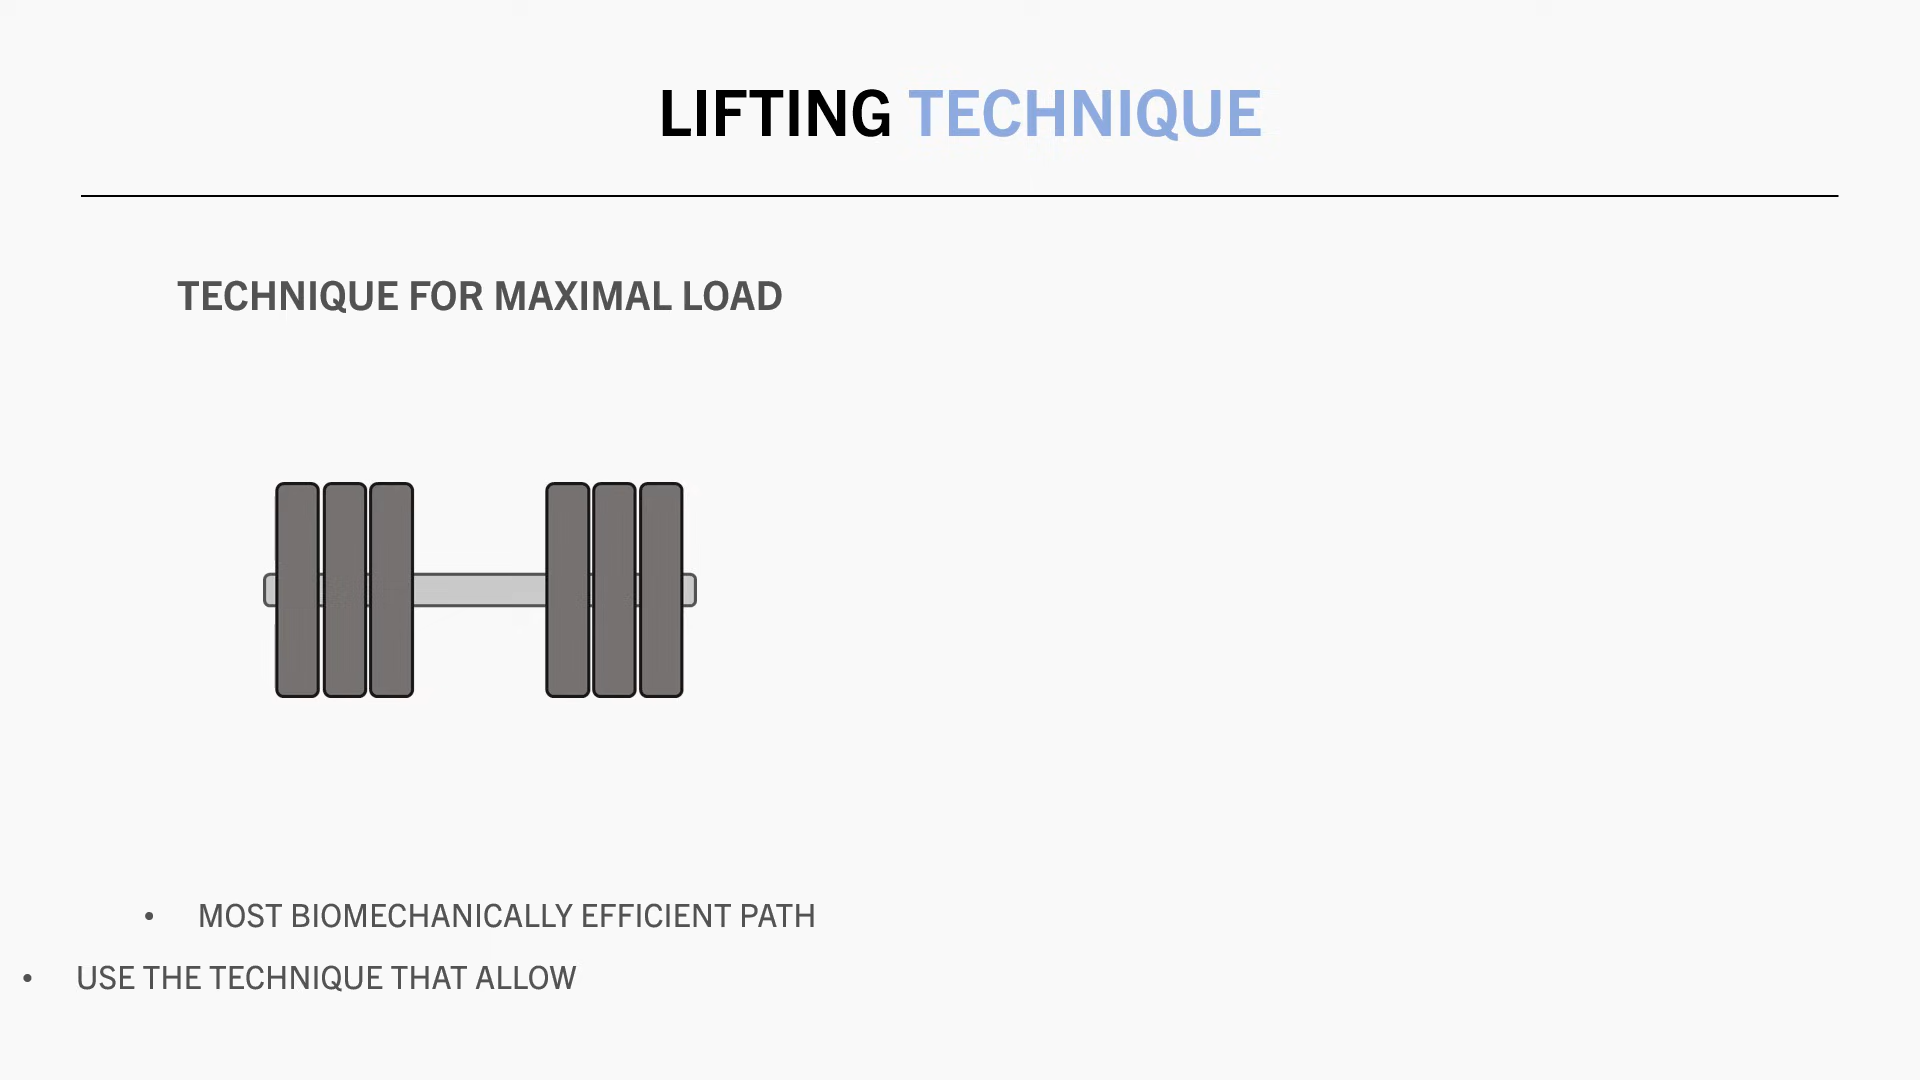 LIFTING TECHNIQUE
TECHNIQUE FOR MAXIMAL LOAD
• MOST BIOMECHANICALLY EFFICIENT PATH
• USE THE TECHNIQUE THAT ALLOW